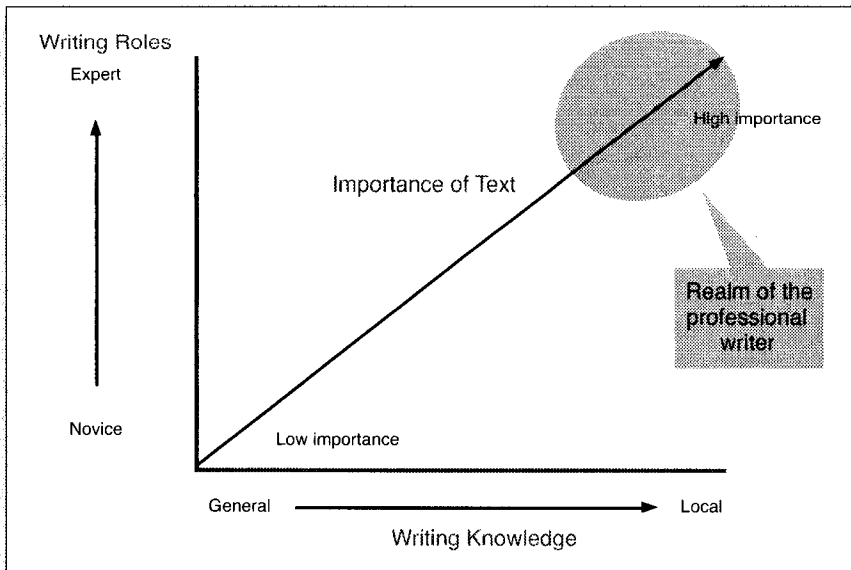 Writing Roles
Expert
High importance
Importance of Text
Realm of the
professional
writer
Novice
Low importance
General
Local
Writing Knowledge